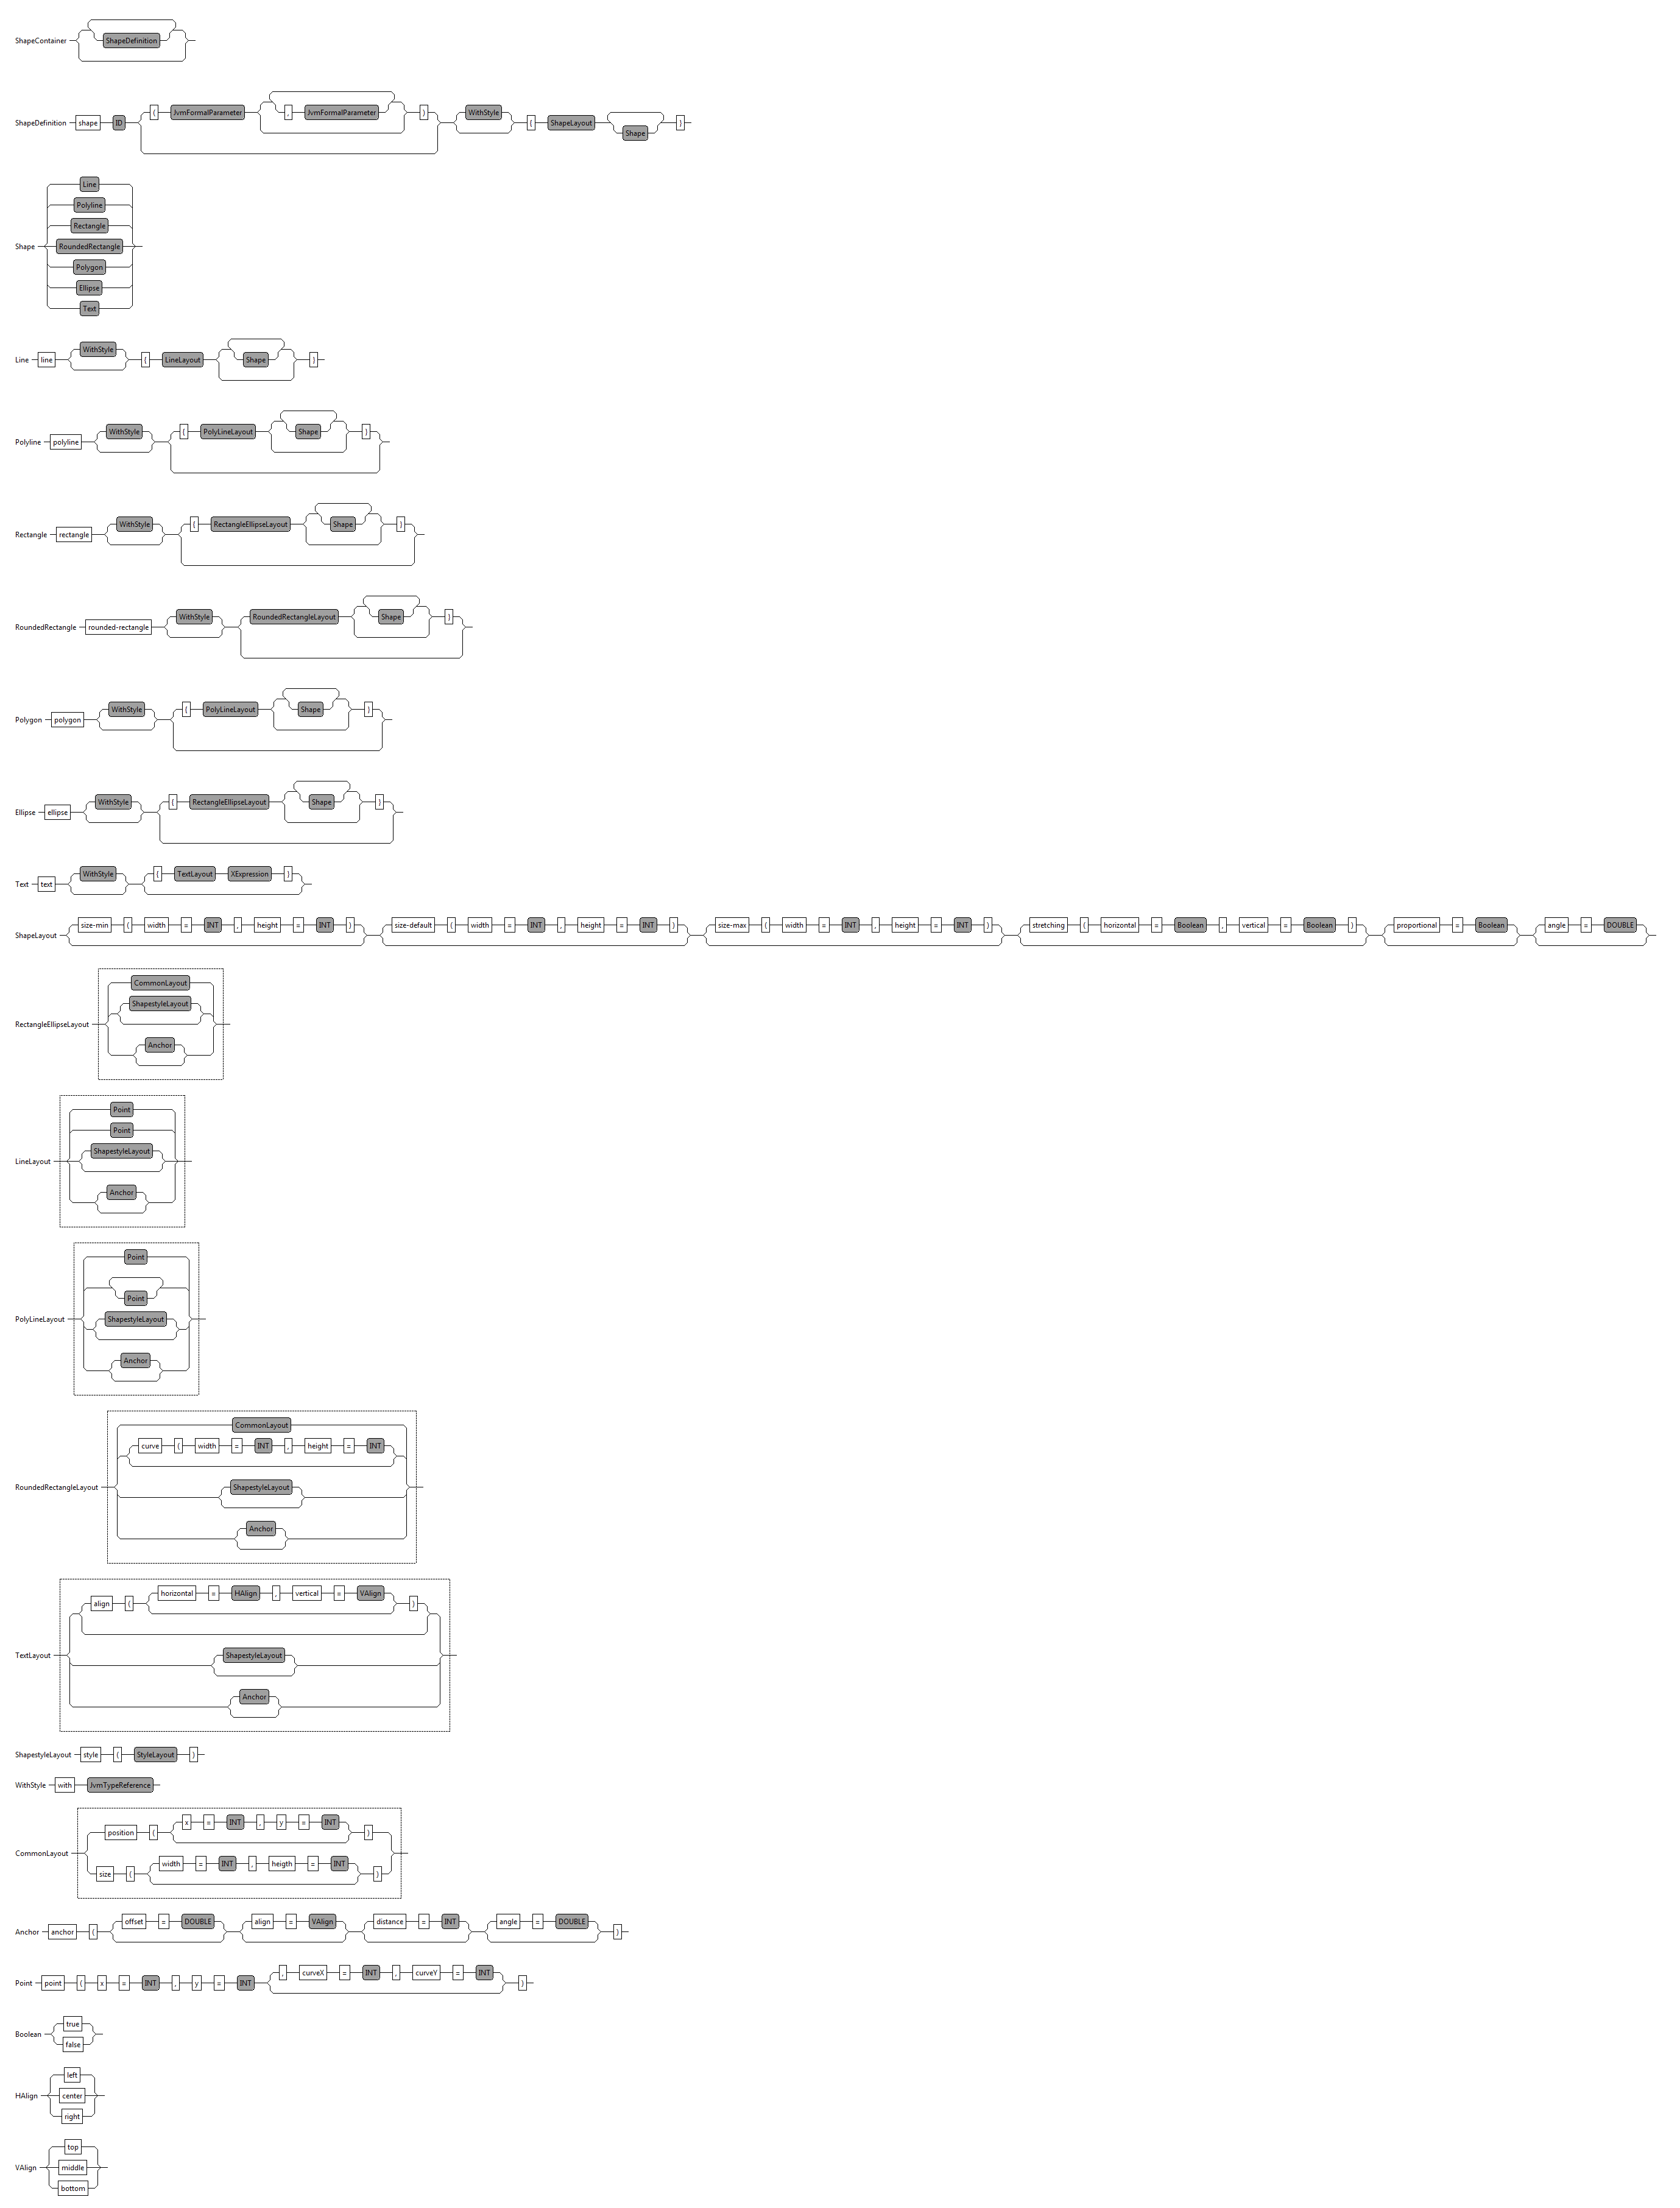 ShapeContainer ShapeDefinition
ShapeDefinition shape ID ( JvmFormalParameter , JvmFormalParameter ) WithStyle { ShapeLayout Shape }
Shape
Line
Polyline
Rectangle
RoundedRectangle
Polygon
Ellipse
Text
Line line WithStyle { LineLayout Shape }
Polyline polyline WithStyle { PolyLineLayout Shape }
Rectangle rectangle WithStyle { RectangleEllipseLayout Shape }
RoundedRectangle rounded-rectangle WithStyle RoundedRectangleLayout Shape }
Polygon polygon WithStyle { PolyLineLayout Shape }
Ellipse ellipse WithStyle { RectangleEllipseLayout Shape }
Text text WithStyle { TextLayout XExpression }
ShapeLayout size-min ( width = INT , height = INT ) size-default ( width = INT , height = INT ) size-max ( width = INT , height = INT ) stretching ( horizontal = Boolean , vertical = Boolean ) proportional = Boolean angle = DOUBLE
RectangleEllipseLayout
CommonLayout
ShapestyleLayout
Anchor
LineLayout
Point
Point
ShapestyleLayout
Anchor
PolyLineLayout
Point
Point
ShapestyleLayout
Anchor
RoundedRectangleLayout
CommonLayout
curve ( width = INT , height = INT
ShapestyleLayout
Anchor
TextLayout
align ( horizontal = HAlign , vertical = VAlign )
ShapestyleLayout
Anchor
ShapestyleLayout style ( StyleLayout )
WithStyle with JvmTypeReference
CommonLayout
position ( x = INT , y = INT )
size ( width = INT , heigth = INT )
Anchor anchor ( offset = DOUBLE align = VAlign distance = INT angle = DOUBLE )
Point point ( x = INT , y = INT , curveX = INT , curveY = INT )
Boolean
true
false
HAlign
left
center
right
VAlign
top
middle
bottom